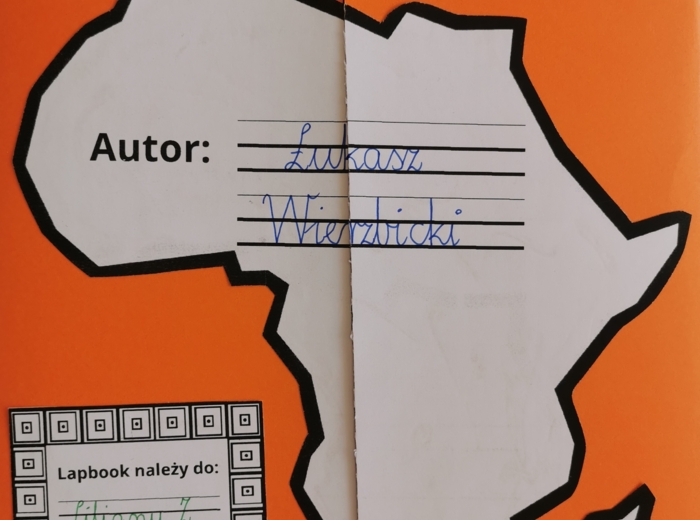 Autor:
Łukasz
Wierzbicki
Lapbook należy do: